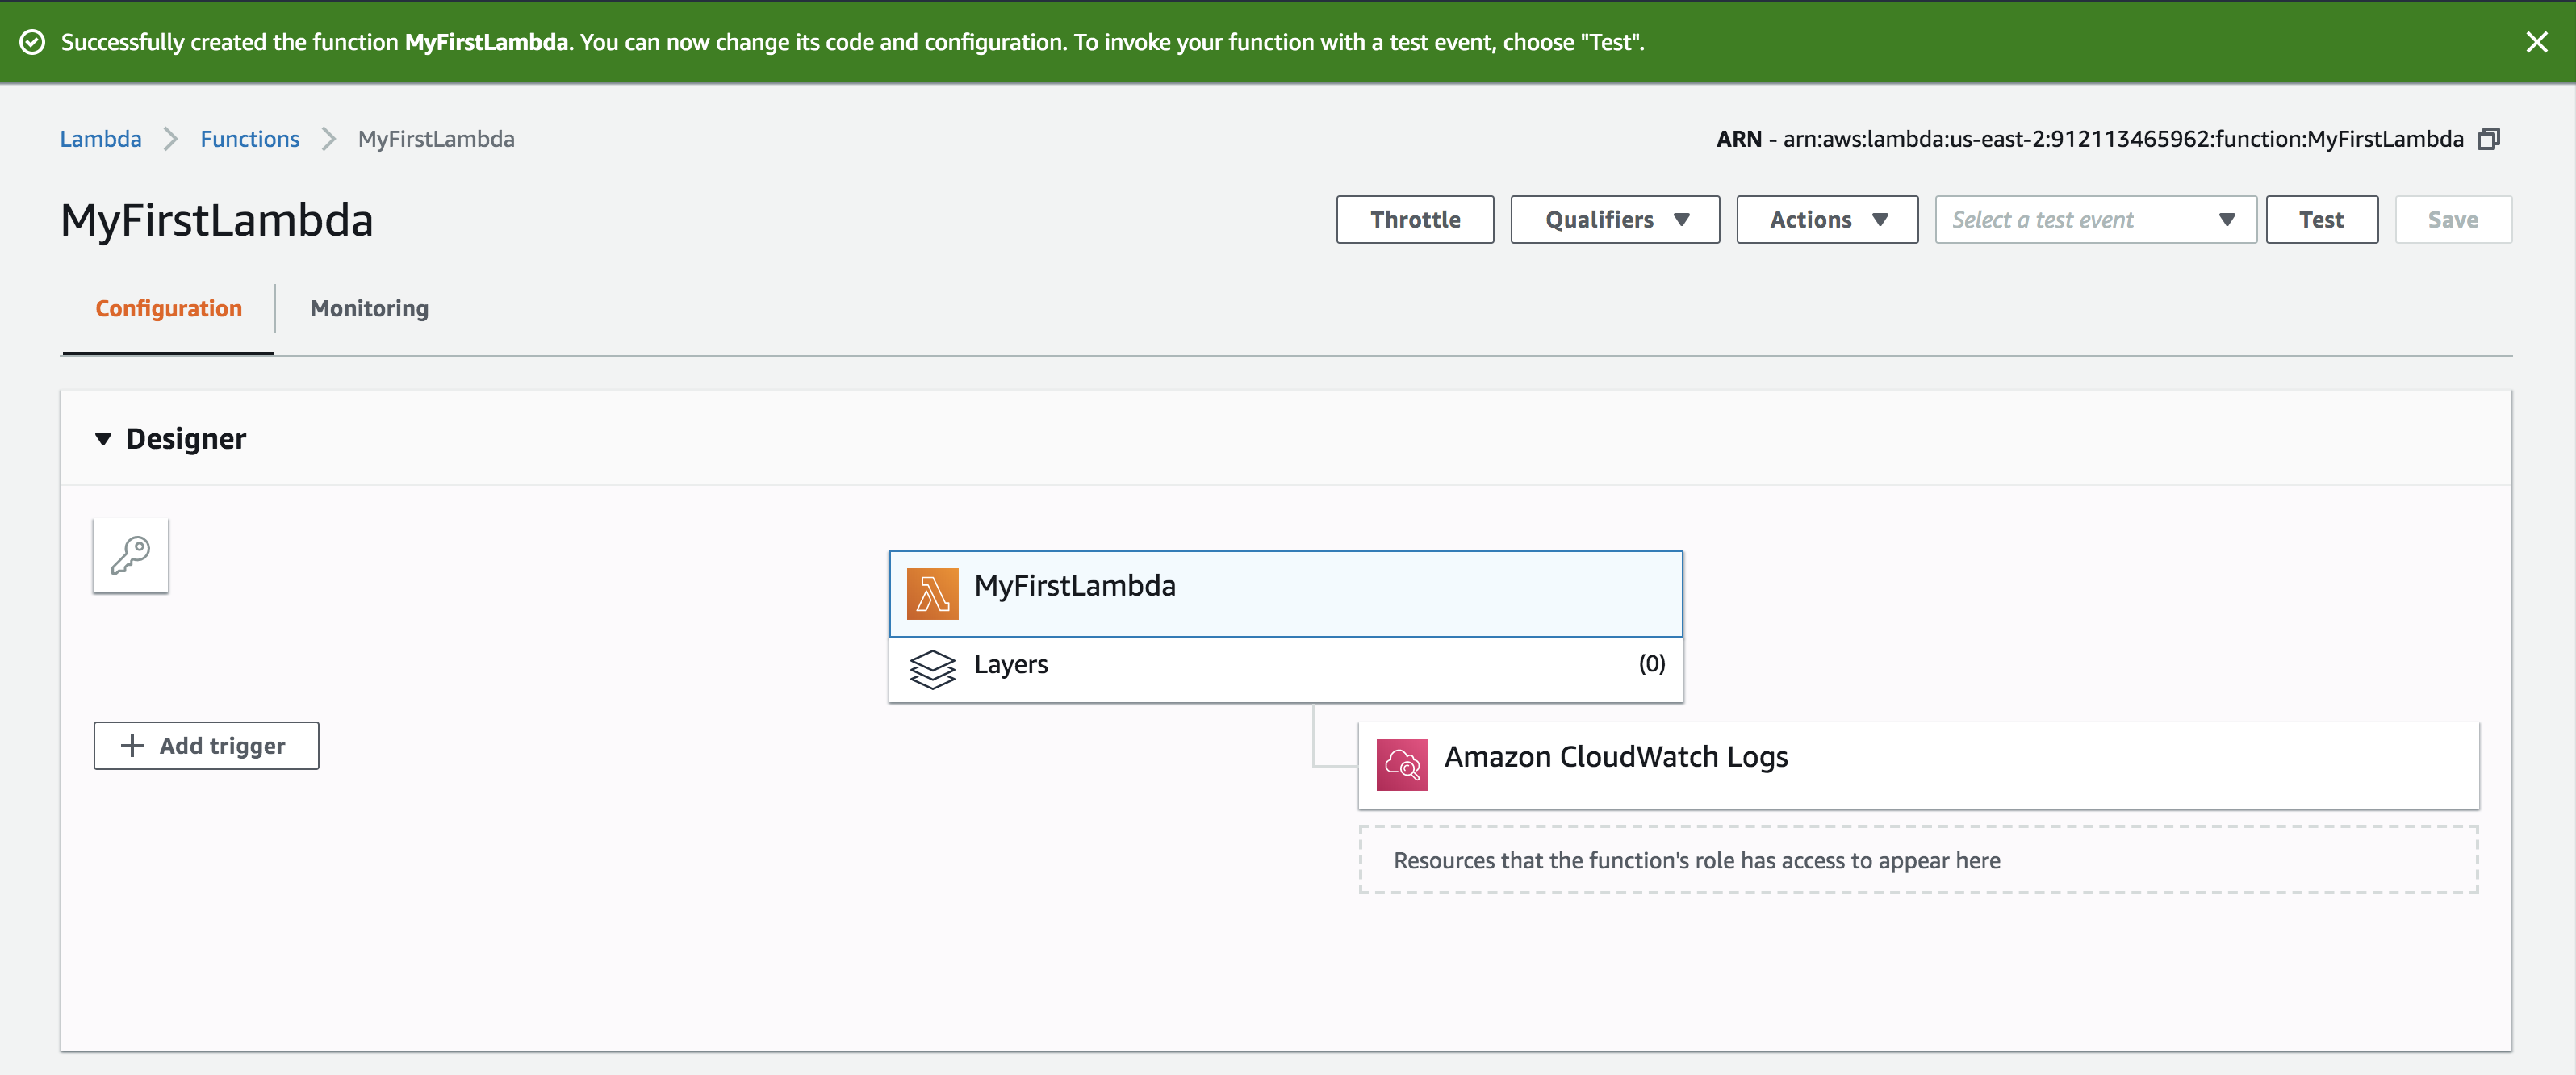 Successfully created the function MyFirstLambda. You can now change its code and configuration. To invoke your function with a test event, choose "Test".
Lambda Functions MyFirstLambda
ARN - arn:aws:lambda:us-east-2:912113465962:function:MyFirstLambda
MyFirstLambda
Throttle Qualifiers Actions Select a test event Test Save
Configuration Monitoring
Designer
MyFirstLambda
Layers (0)
Add trigger
Amazon CloudWatch Logs
Resources that the function's role has access to appear here